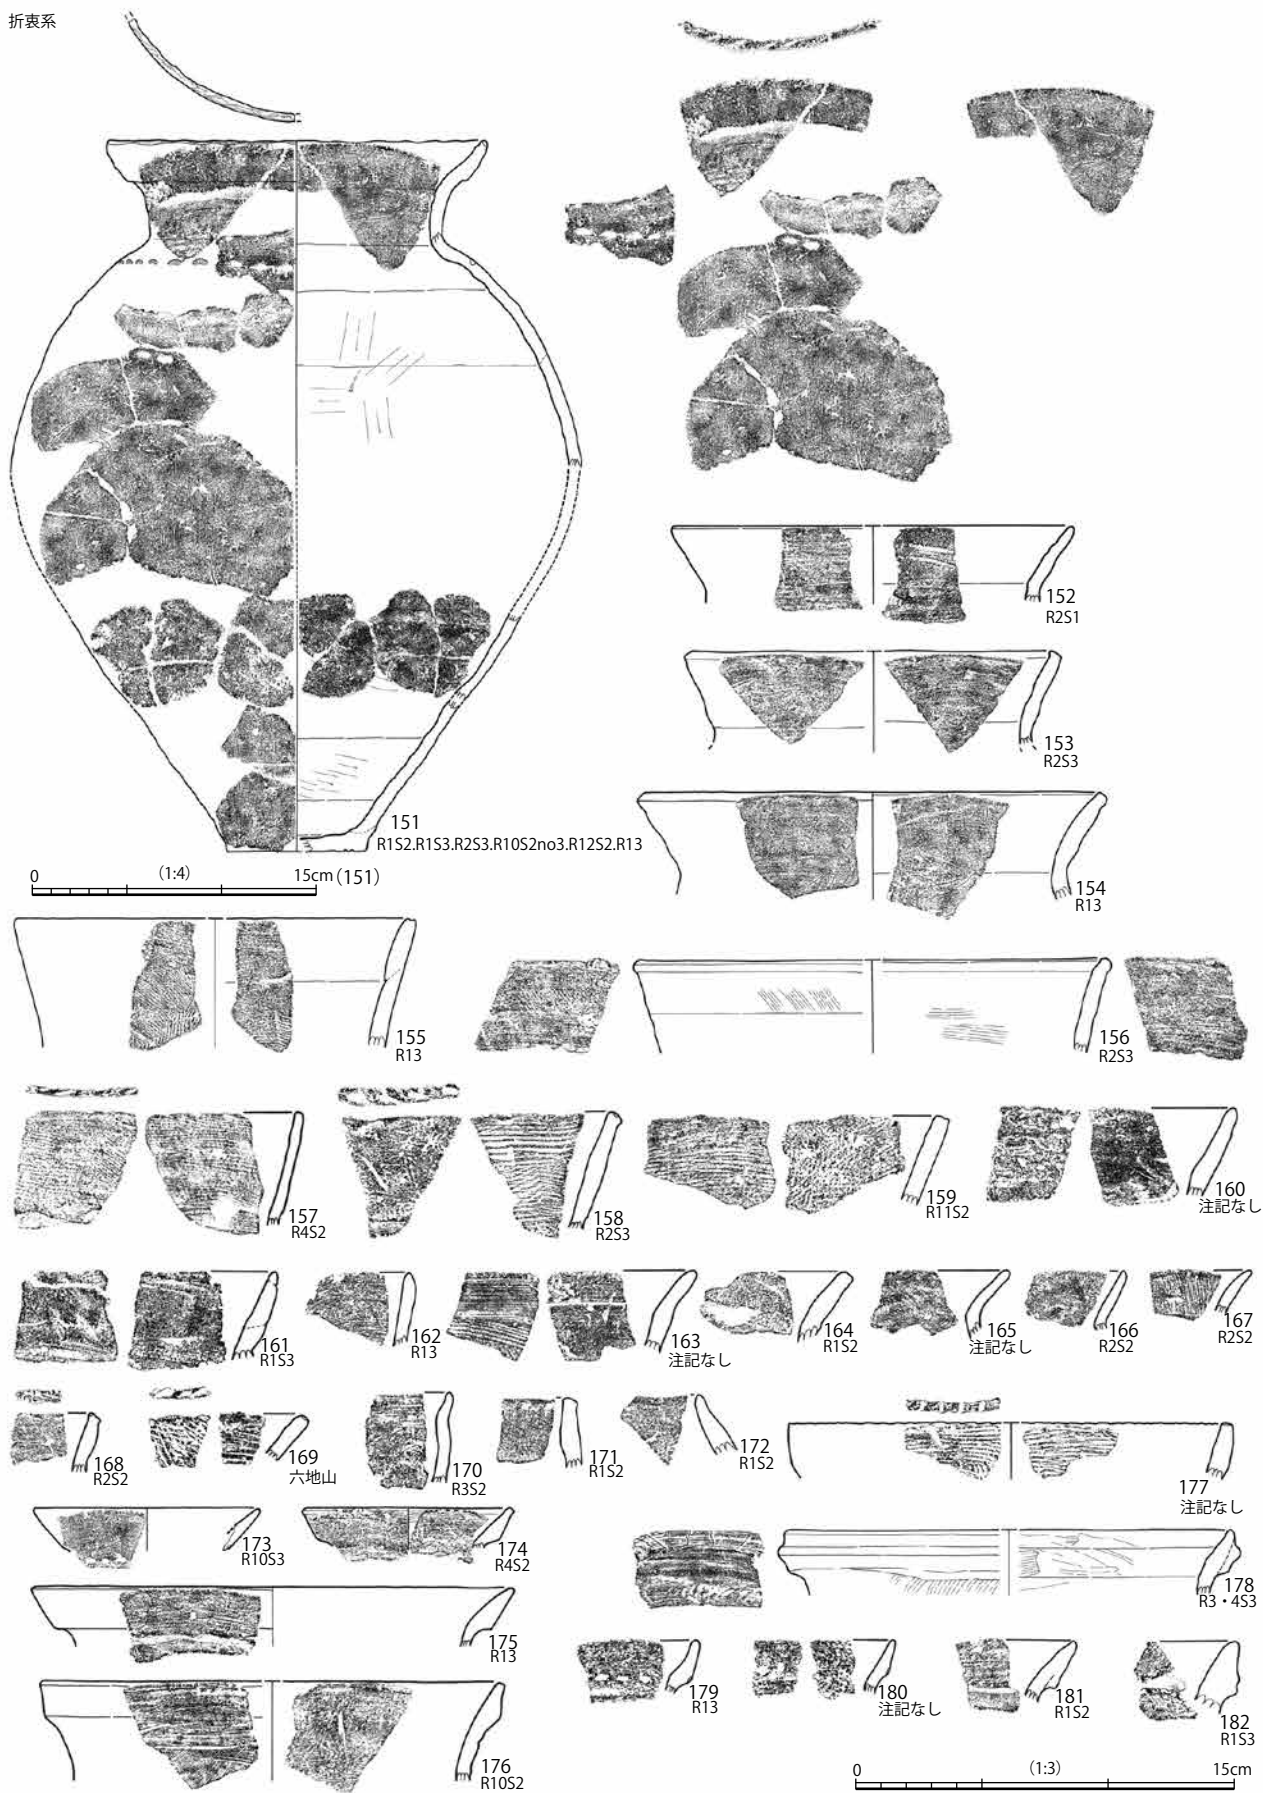 折衷系
151
R1S2.R1S3.R2S3.R10S2no3.R12S2.R13
0 (1:4) 15cm (151)
152
R2S1
153
R2S3
154
R13
155
R13
156
R2S3
157
R4S2
158
R2S3
159
R11S2
160
注記なし
161
R1S3
162
R13
163
注記なし
164
R1S2
165
注記なし
166
R2S2
167
R2S2
168
R2S2
169
六地山
170
R3S2
171
R1S2
172
R1S2
177
注記なし
173
R10S3
174
R4S2
178
R3・4S3
175
R13
179
R13
180
注記なし
181
R1S2
182
R1S3
176
R10S2
0 (1:3) 15cm